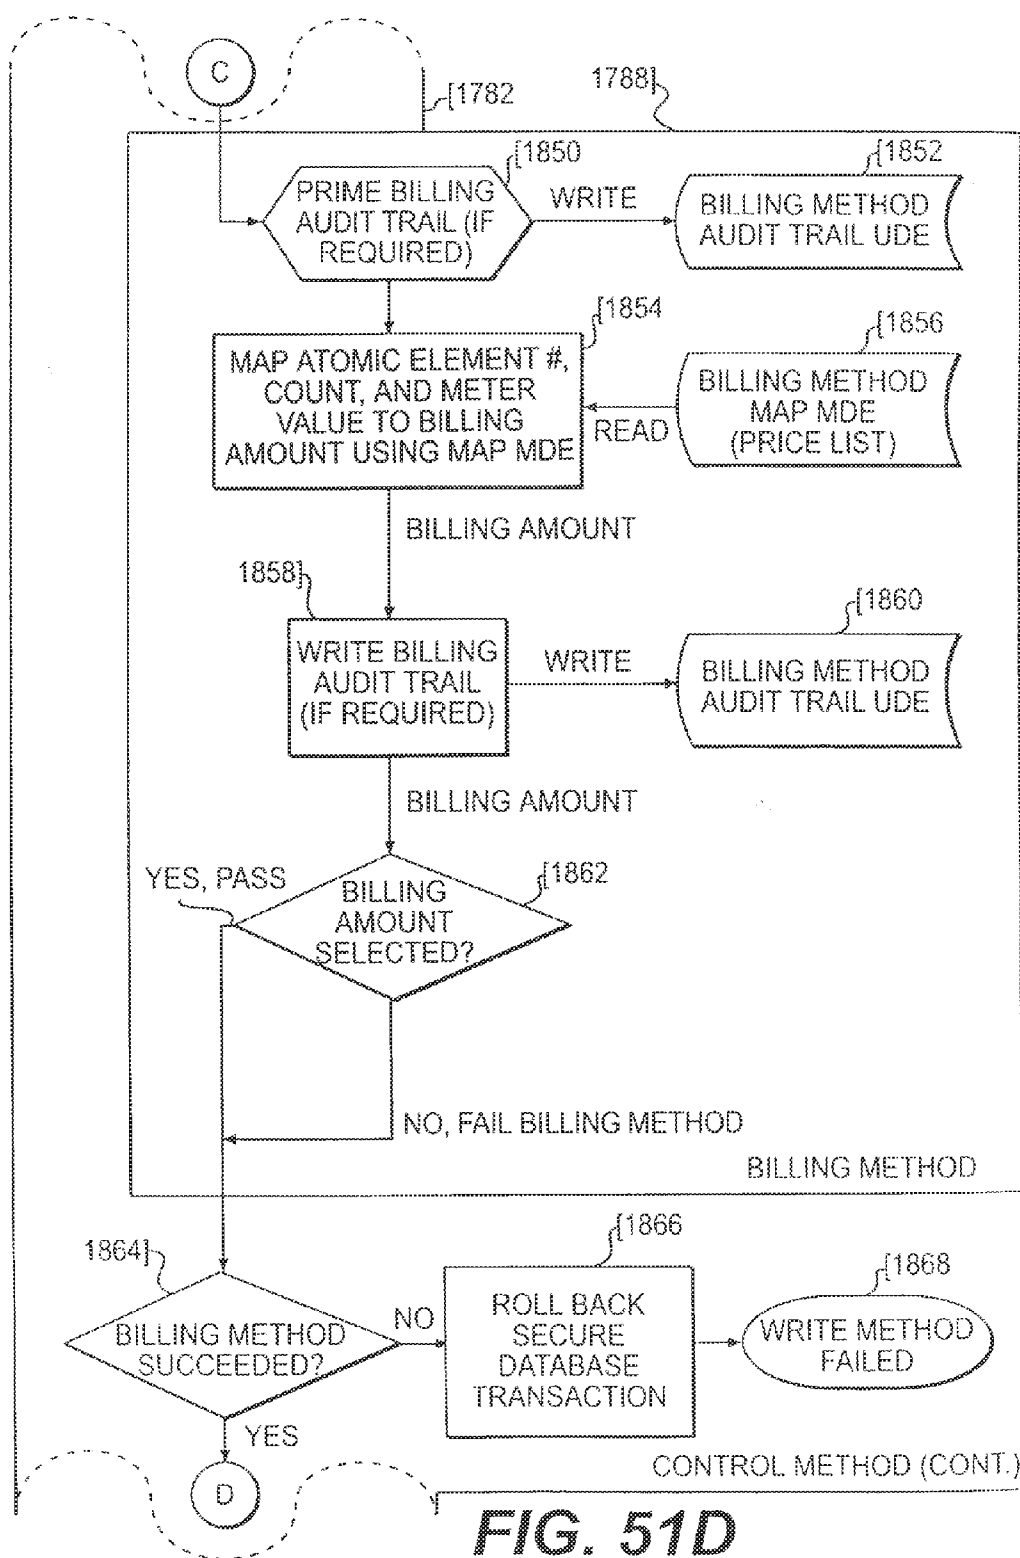 C
[1782
1788]
[1850
PRIME BILLING
AUDIT TRAIL (IF
REQUIRED)
WRITE
[1852
BILLING METHOD
AUDIT TRAIL UDE
[1854
MAP ATOMIC ELEMENT #,
COUNT, AND METER
VALUE TO BILLING
AMOUNT USING MAP MDE
READ
[1856
BILLING METHOD
MAP MDE
(PRICE LIST)
BILLING AMOUNT
1858]
WRITE BILLING
AUDIT TRAIL
(IF REQUIRED)
WRITE
[1860
BILLING METHOD
AUDIT TRAIL UDE
BILLING AMOUNT
YES, PASS
[1862
BILLING
AMOUNT
SELECTED?
NO, FAIL BILLING METHOD
BILLING METHOD
1864]
BILLING METHOD
SUCCEEDED?
NO
[1866
ROLL BACK
SECURE
DATABASE
TRANSACTION
[1868
WRITE METHOD
FAILED
YES
D
CONTROL METHOD (CONT.)
FIG. 51D